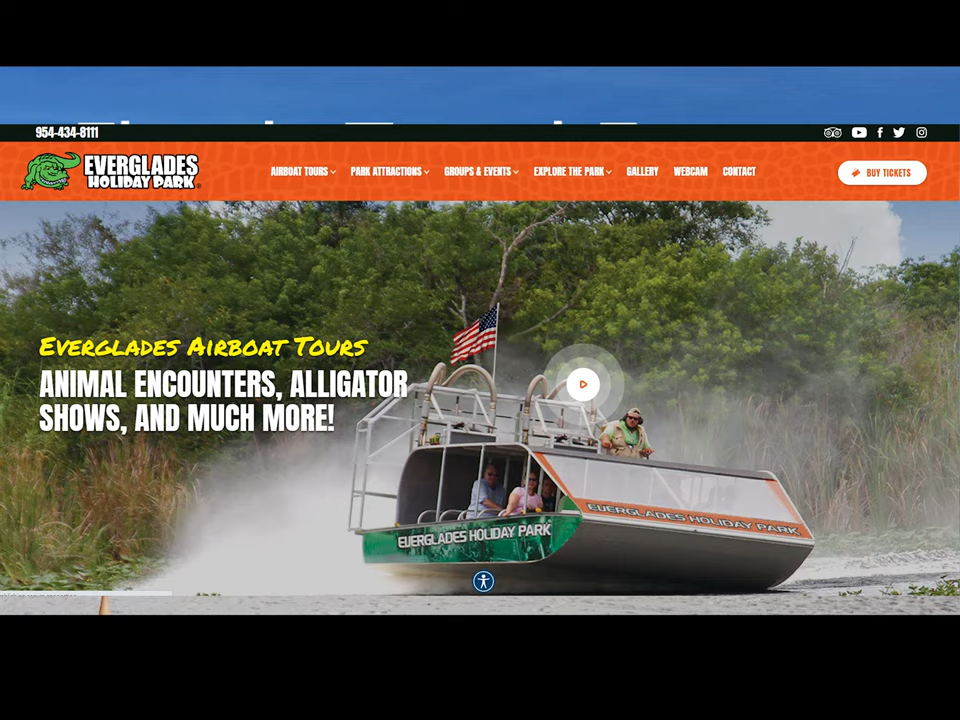 954-434-8111
EVERGLADES
HOLIDAY PARK
AIRBOAT TOURS
PARK ATTRACTIONS
GROUPS & EVENTS
EXPLORE THE PARK
GALLERY
WEBCAM
CONTACT
BUY TICKETS
EVERGLADES AIRBOAT TOURS
ANIMAL ENCOUNTERS, ALLIGATOR
SHOWS, AND MUCH MORE!
EVERGLADES HOLIDAY PARK
EVERGLADES HOLIDAY PARK